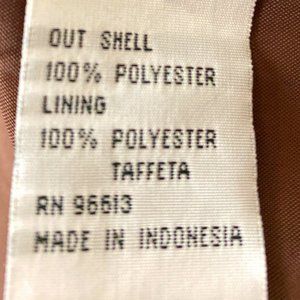 OUT SHELL
100% POLYESTER
LINING
100% POLYESTER
TAFFETA
RN 96613
MADE IN INDONESIA